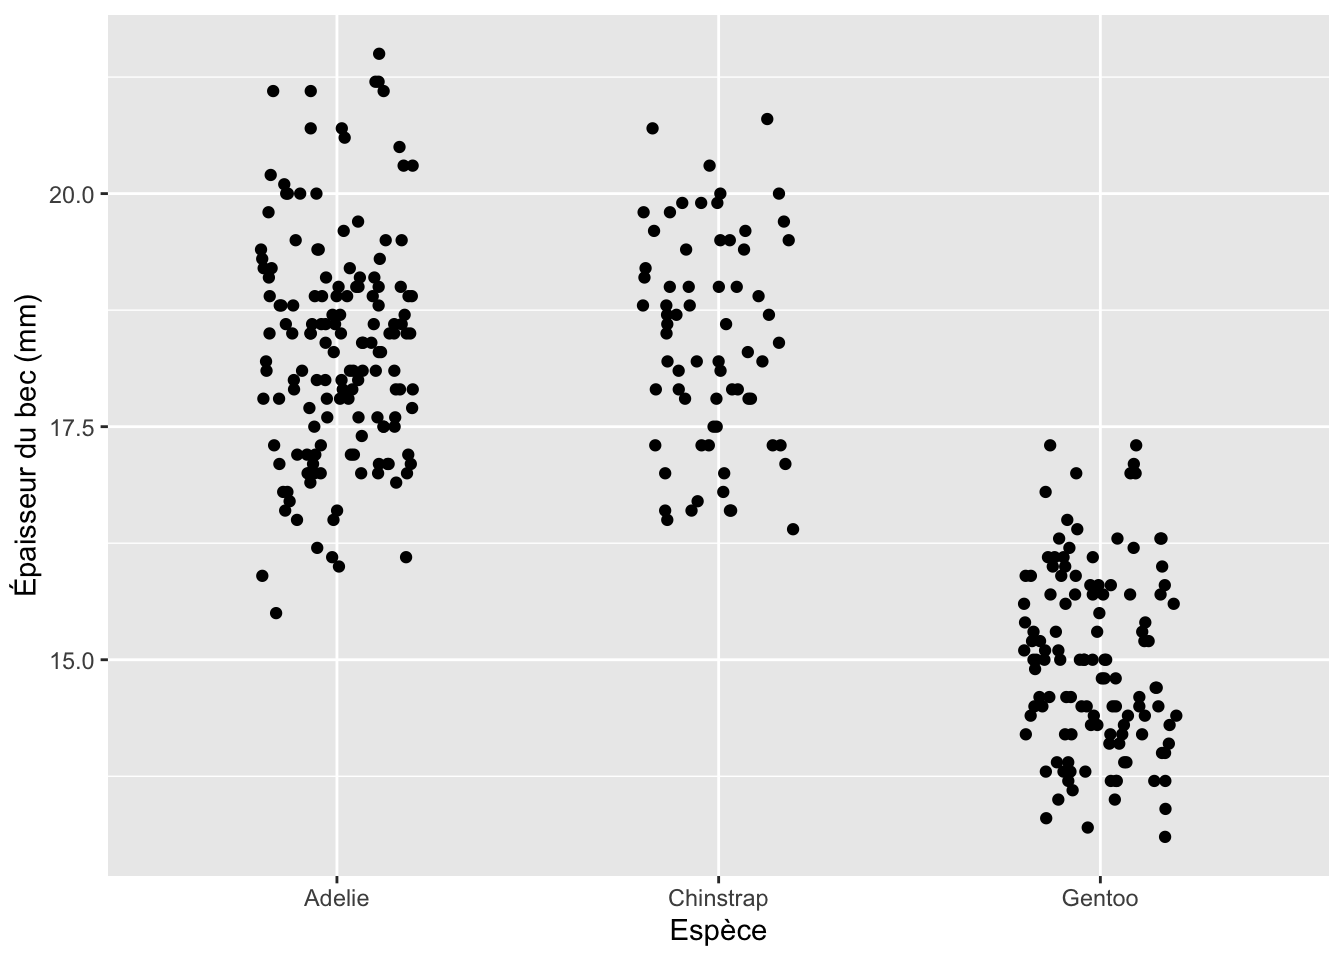 Épaisseur du bec (mm)
20.0
17.5
15.0
Adelie
Chinstrap
Gentoo
Espèce